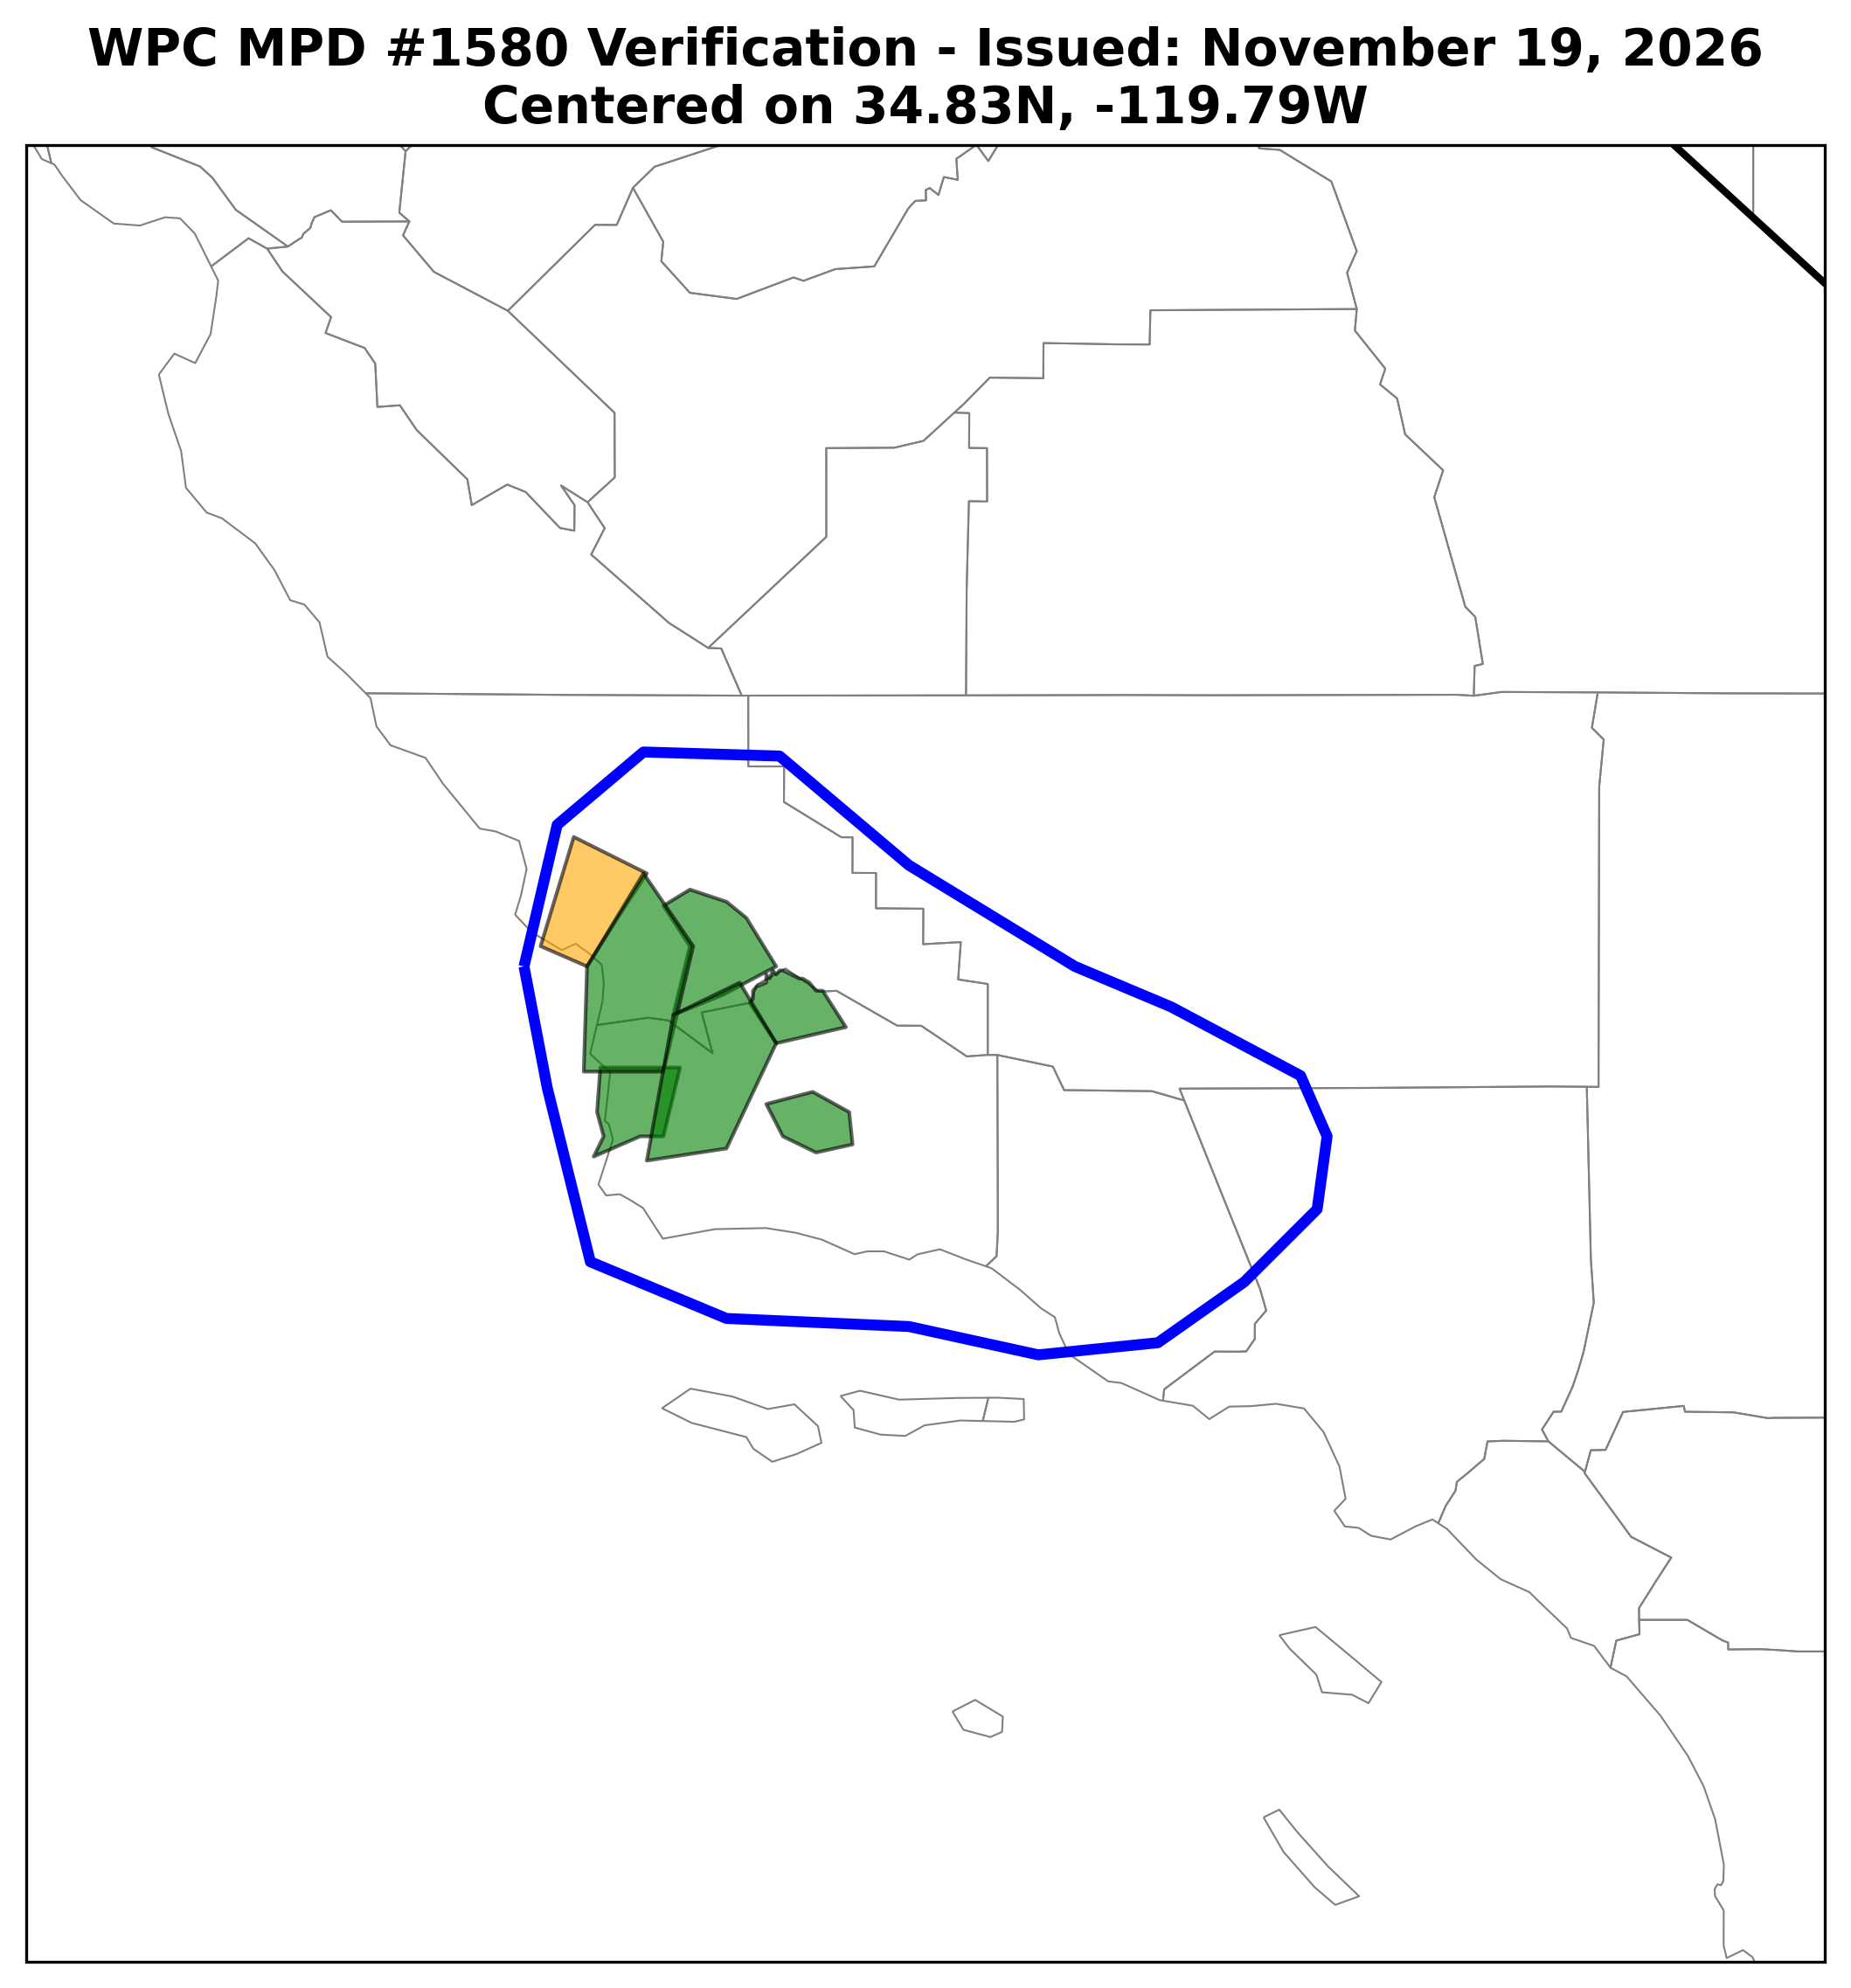 WPC MPD #1580 Verification - Issued: November 19, 2026
Centered on 34.83N, -119.79W